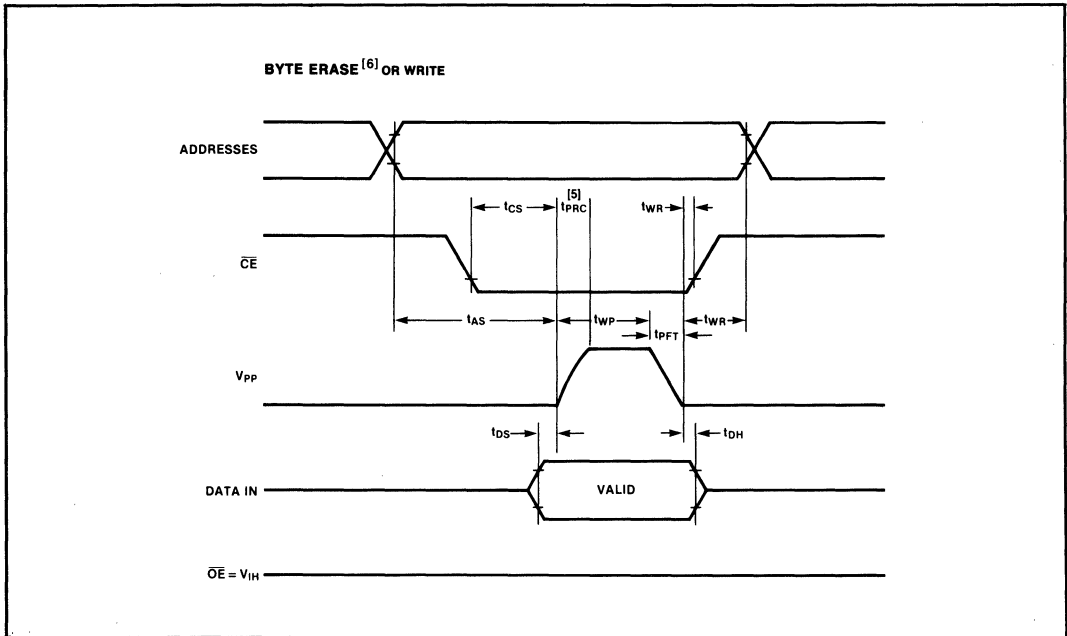 BYTE ERASE [6] OR WRITE
ADDRESSES
tCS
[5]
tPRC
tWR
CE
tAS
tWP
tWR
tPFT
VPP
tDS
tDH
DATA IN
VALID
OE = VIH